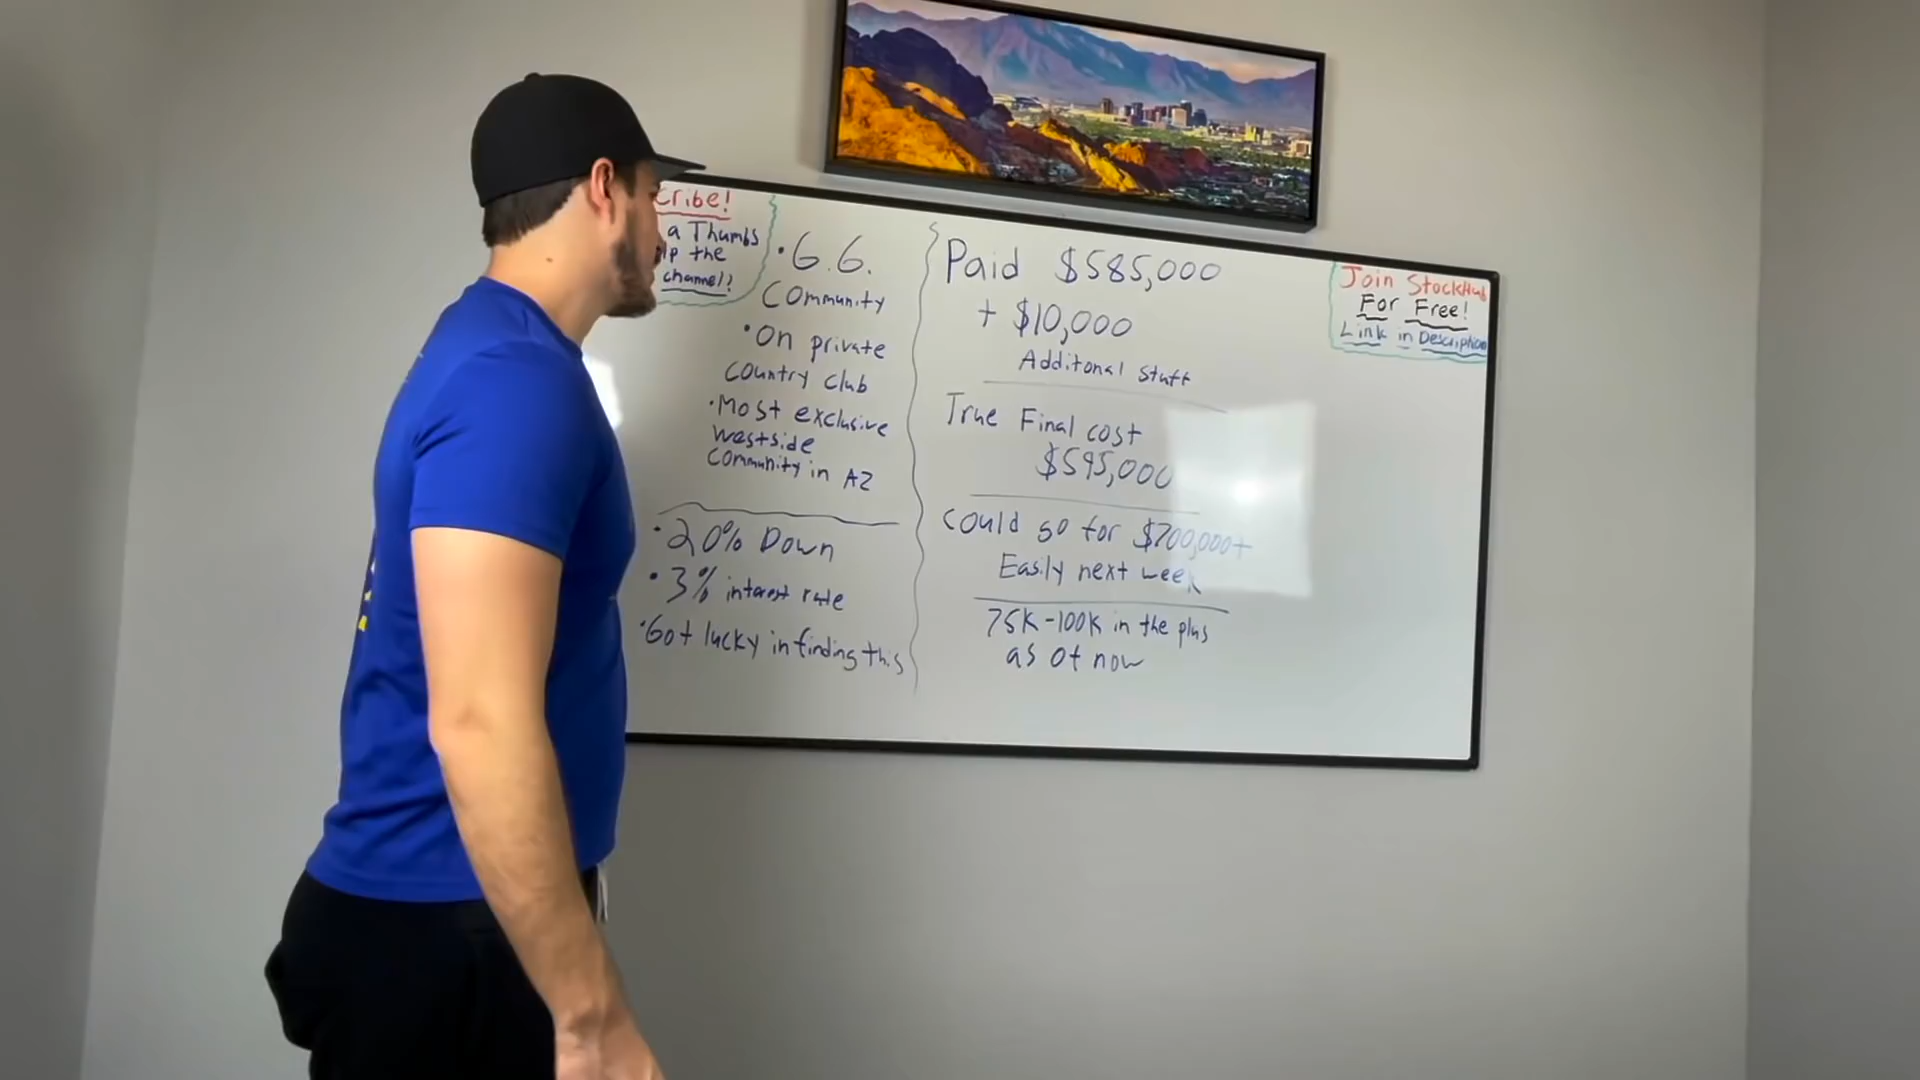 cribe!
a Thumbs
up the
channel!
• G.G.
Community
• On private
country club
• Most exclusive
westside
community in AZ
• 20% Down
• 3% interest rate
• Got lucky in finding this
Paid $585,000
+ $10,000
Additonal stuff
True Final cost
$595,000
could go for $700,000+
Easily next week
75K-100K in the plus
as of now
Join StockHub
For Free!
Link in Description